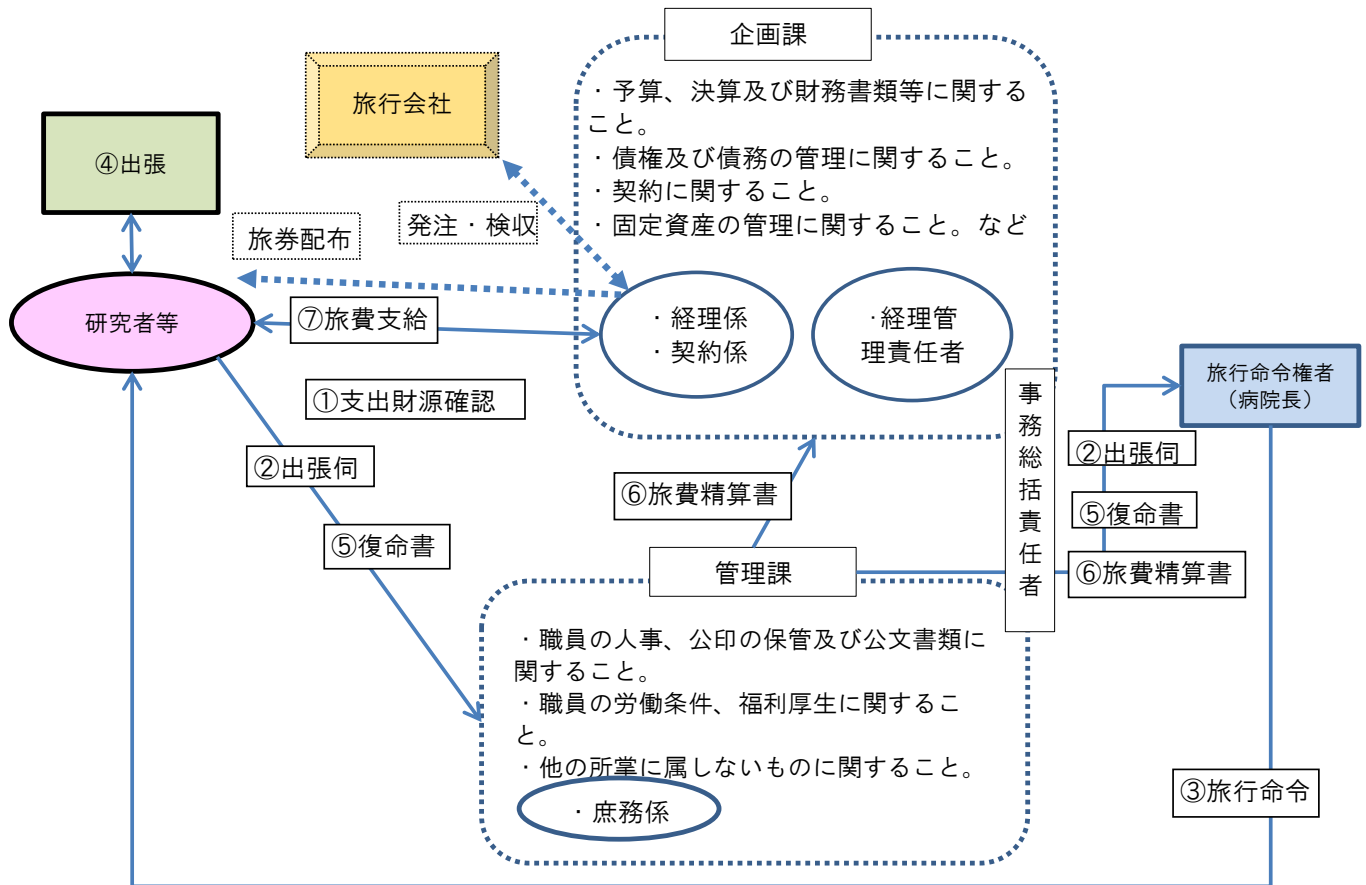 企画課
旅行会社
・予算、決算及び財務書類等に関する
こと。
・債権及び債務の管理に関すること。
・契約に関すること。
・固定資産の管理に関すること。など
④出張
発注・検収
旅券配布
研究者等
⑦旅費支給
・経理係
・契約係
・経理管
理責任者
旅行命令権者
（病院長）
①支出財源確認
事務総括責任者
②出張伺
②出張伺
⑥旅費精算書
⑤復命書
⑤復命書
管理課
⑥旅費精算書
・職員の人事、公印の保管及び公文書類に
関すること。
・職員の労働条件、福利厚生に関するこ
と。
・他の所掌に属しないものに関すること。
・庶務係
③旅行命令